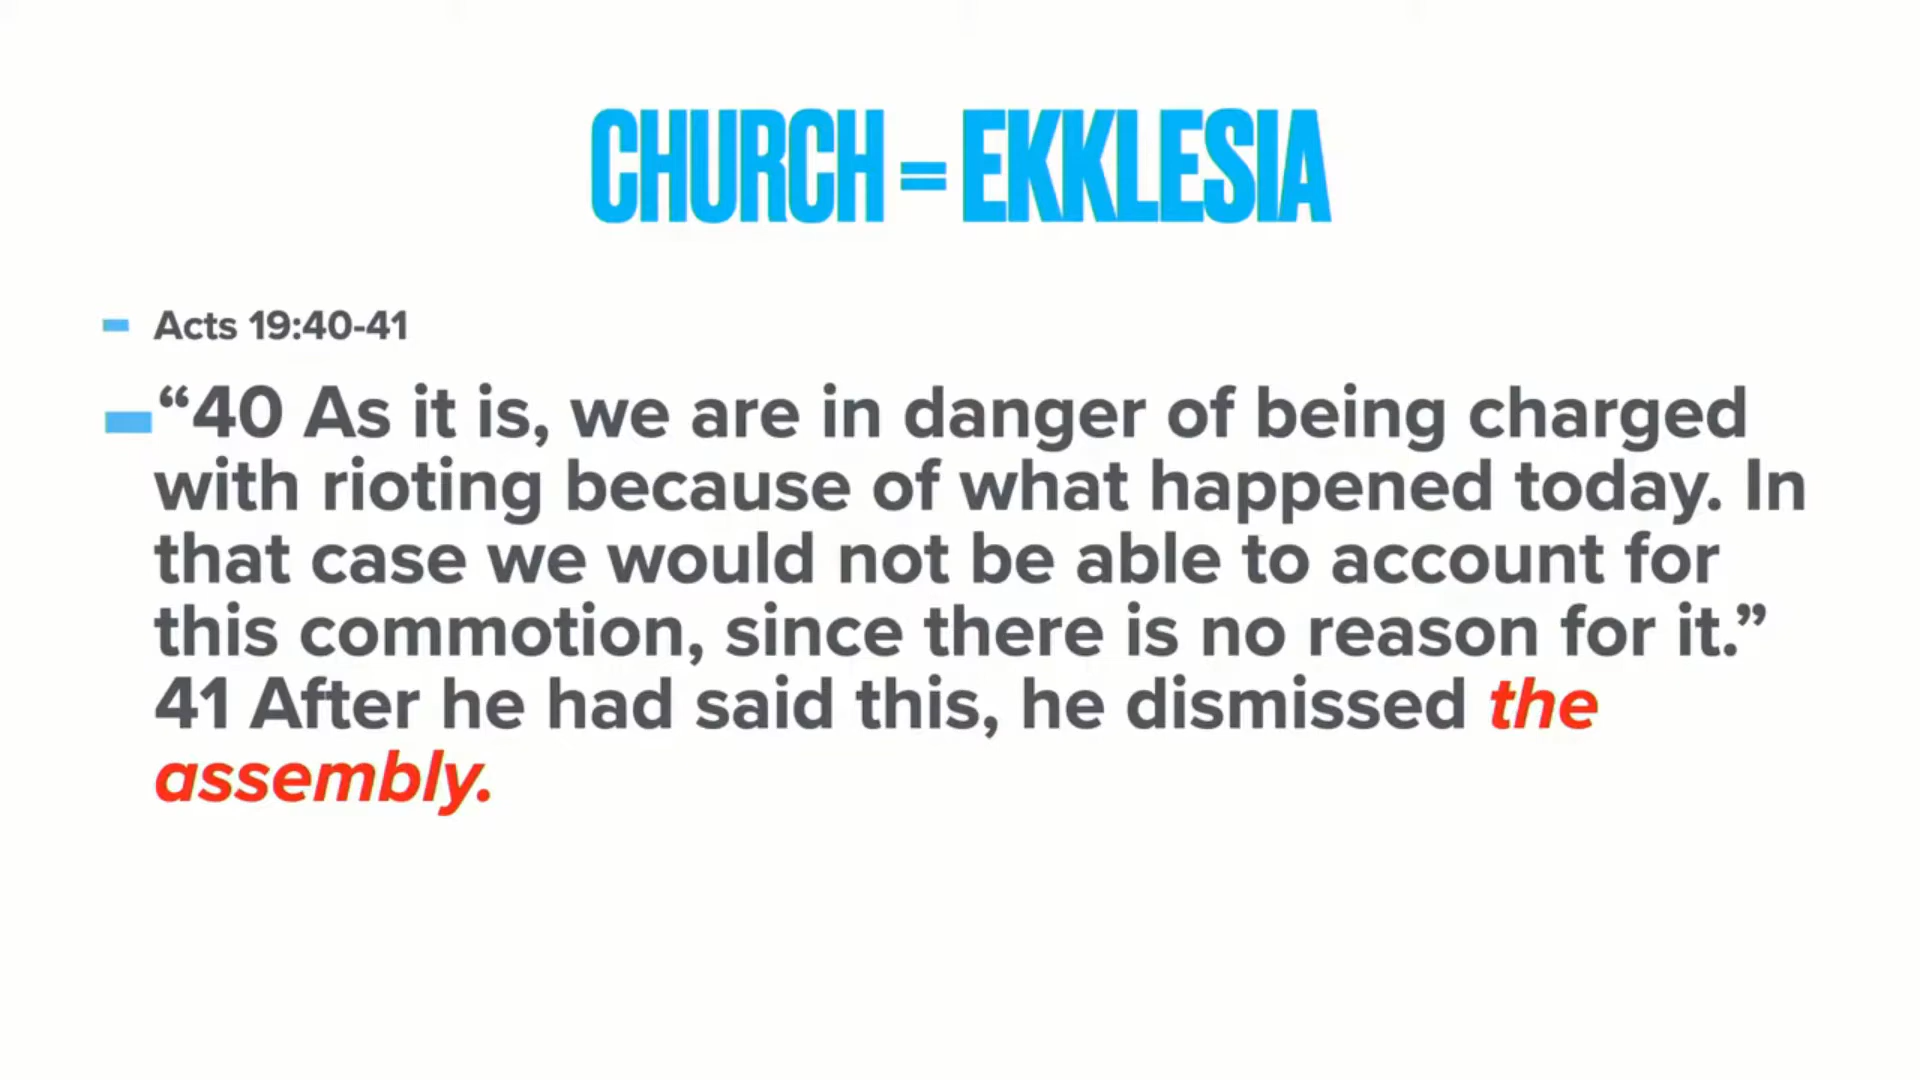 CHURCH = EKKLESIA
Acts 19:40-41
“40 As it is, we are in danger of being charged
with rioting because of what happened today. In
that case we would not be able to account for
this commotion, since there is no reason for it.”
41 After he had said this, he dismissed the
assembly.